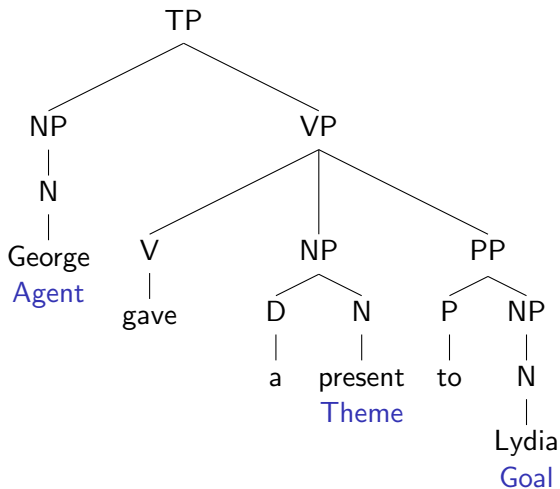 TP
NP VP
N
George V NP PP
Agent
gave D N P NP
a present to N
Theme
Lydia
Goal